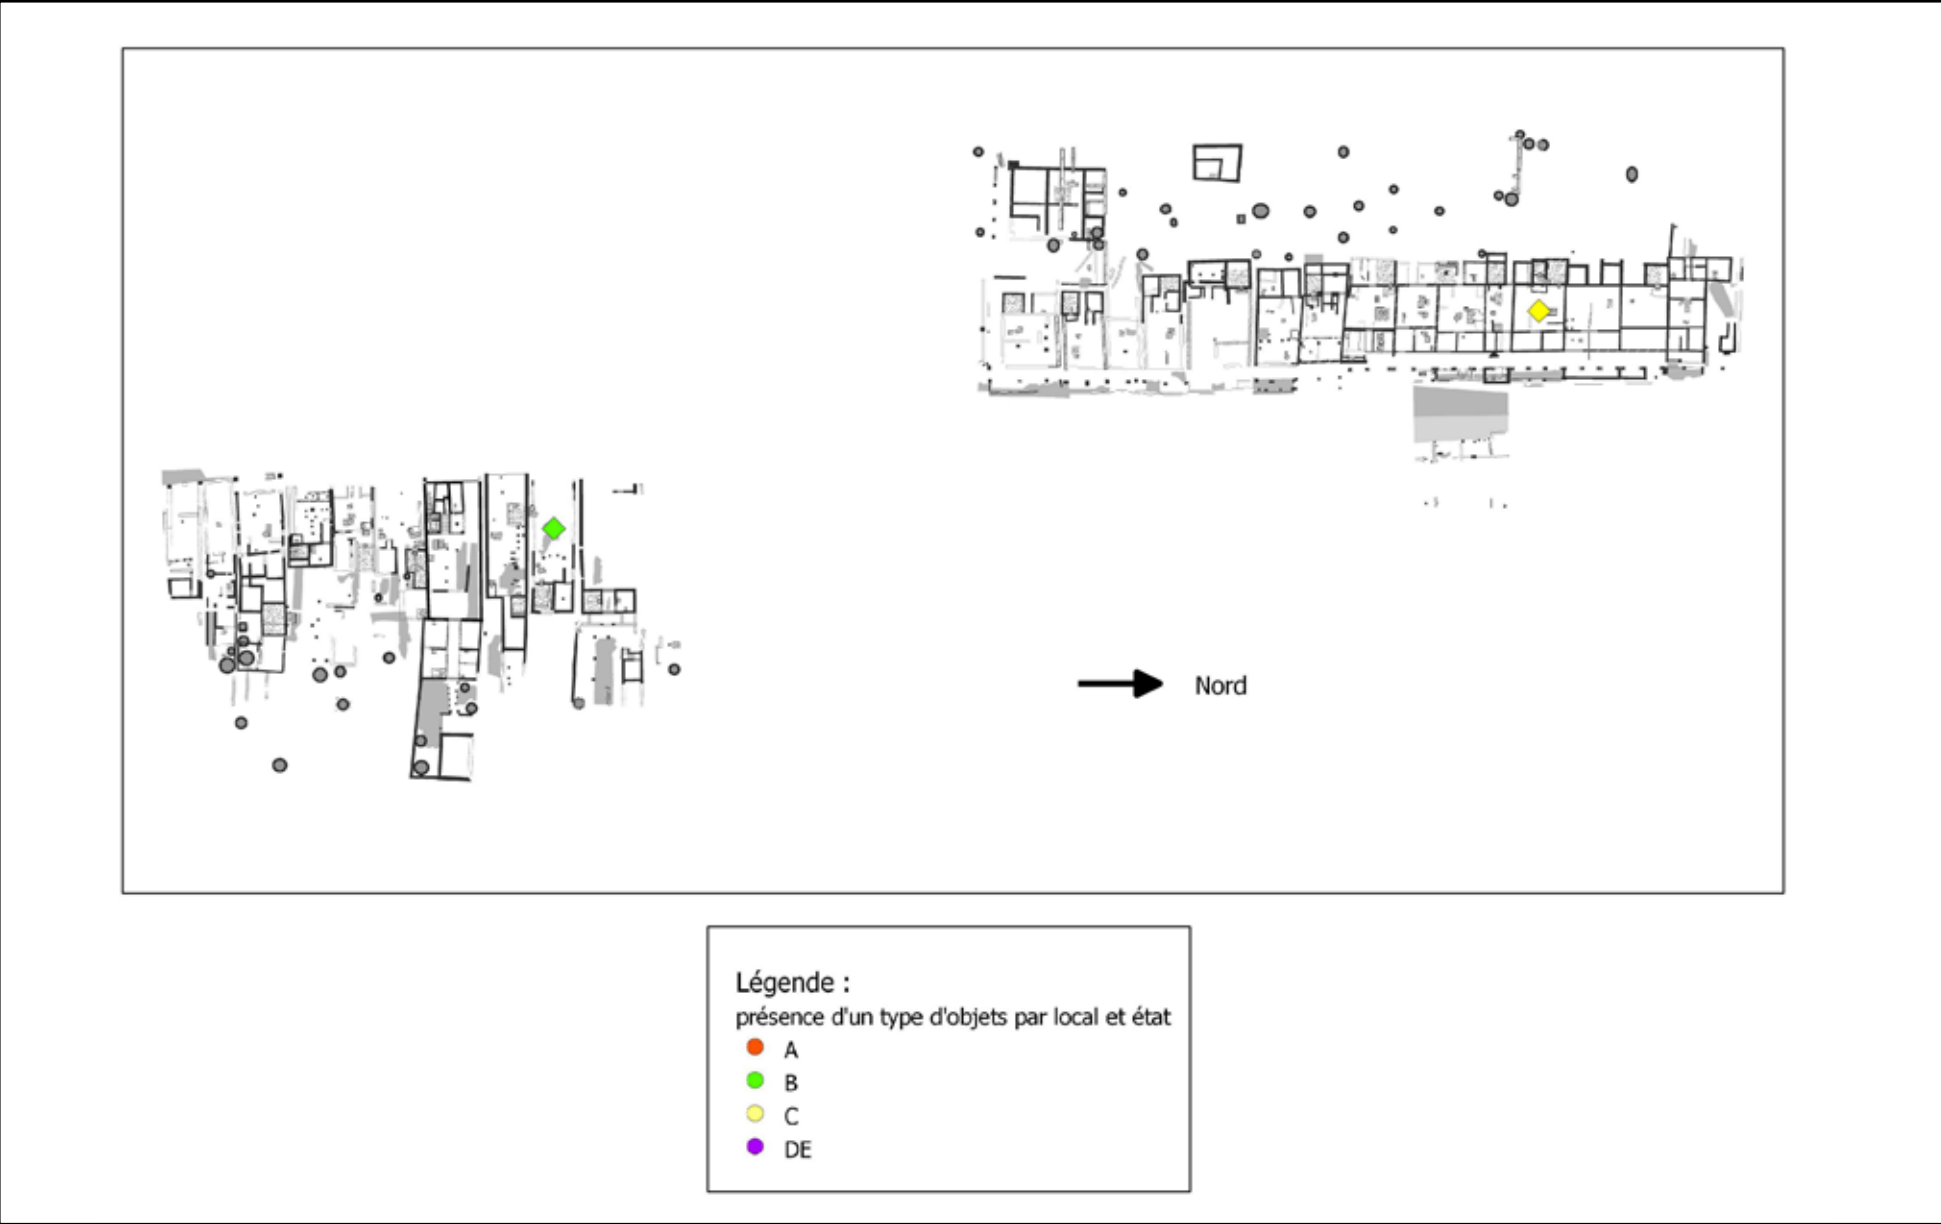 Nord
Légende :
présence d'un type d'objets par local et état
A
B
C
DE